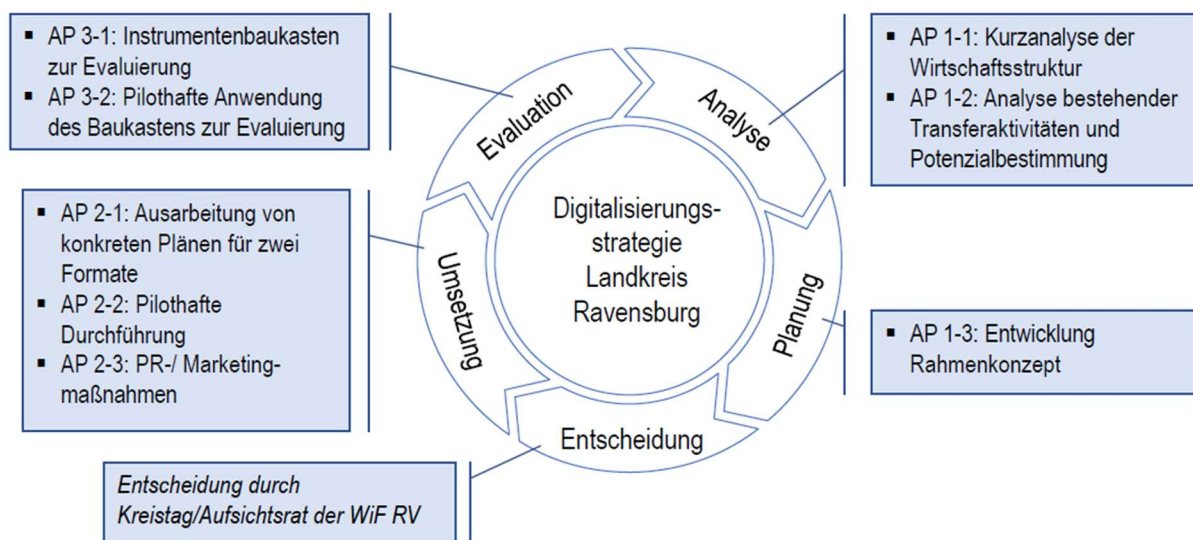 ▪ AP 3-1: Instrumentenbaukasten
zur Evaluierung
▪ AP 3-2: Pilothafte Anwendung
des Baukastens zur Evaluierung
▪ AP 1-1: Kurzanalyse der
Wirtschaftsstruktur
▪ AP 1-2: Analyse bestehender
Transferaktivitäten und
Potenzialbestimmung
Evaluation
Analyse
▪ AP 2-1: Ausarbeitung von
konkreten Plänen für zwei
Formate
▪ AP 2-2: Pilothafte
Durchführung
▪ AP 2-3: PR-/ Marketing-
maßnahmen
Umsetzung
Digitalisierungs-
strategie
Landkreis
Ravensburg
Planung
▪ AP 1-3: Entwicklung
Rahmenkonzept
Entscheidung
Entscheidung durch
Kreistag/Aufsichtsrat der WiF RV